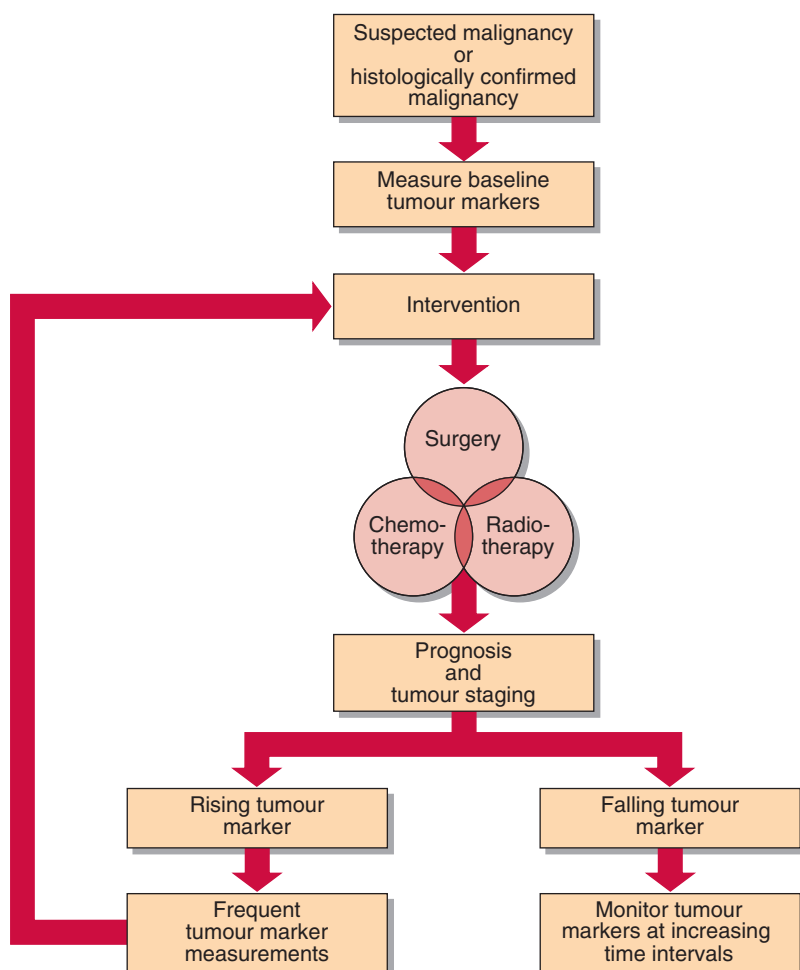 Suspected malignancy
or
histologically confirmed
malignancy
Measure baseline
tumour markers
Intervention
Surgery
Chemo-
therapy
Radio-
therapy
Prognosis
and
tumour staging
Rising tumour
marker
Falling tumour
marker
Frequent
tumour marker
measurements
Monitor tumour
markers at increasing
time intervals